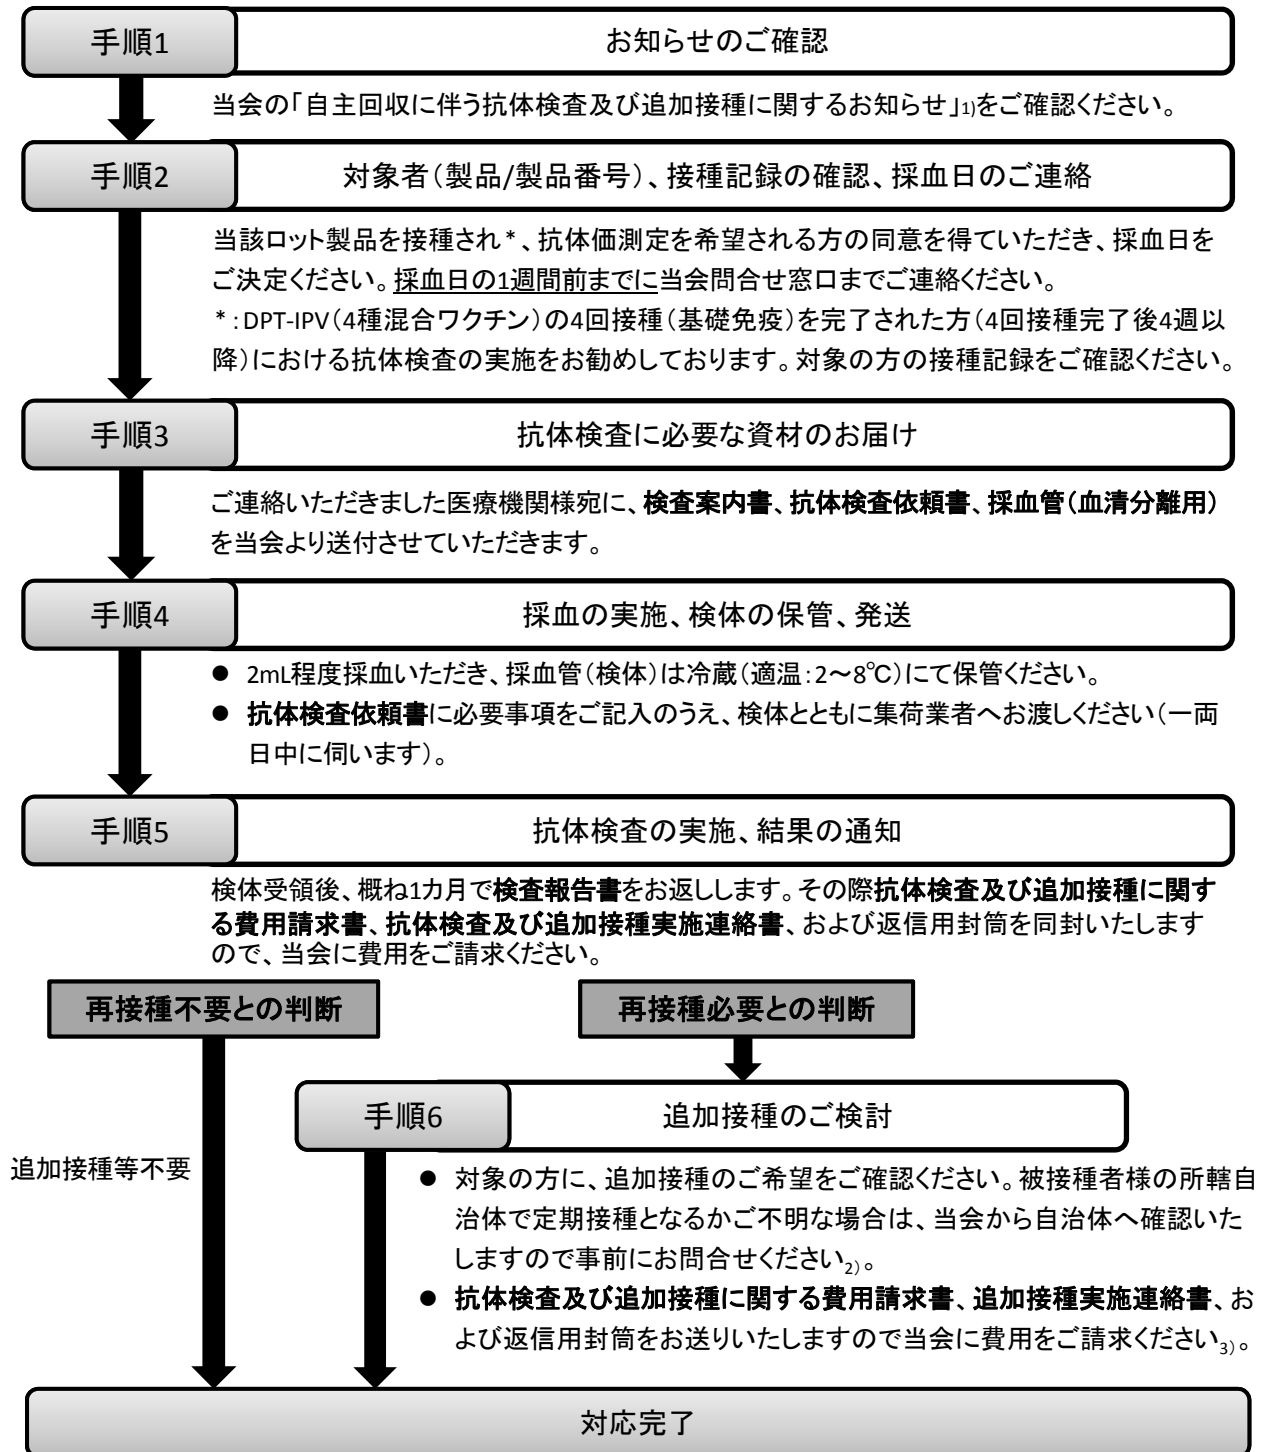 手順1
お知らせのご確認
当会の「自主回収に伴う抗体検査及び追加接種に関するお知らせ」1)をご確認ください。
手順2
対象者（製品/製品番号）、接種記録の確認、採血日のご連絡
当該ロット製品を接種され*、抗体価測定を希望される方の同意を得ていただき、採血日を
ご決定ください。採血日の1週間前までに当会問合せ窓口までご連絡ください。
*：DPT-IPV（4種混合ワクチン）の4回接種（基礎免疫）を完了された方（4回接種完了後4週以
降）における抗体検査の実施をお勧めしております。対象の方の接種記録をご確認ください。
手順3
抗体検査に必要な資材のお届け
ご連絡いただきました医療機関様宛に、検査案内書、抗体検査依頼書、採血管（血清分離用）
を当会より送付させていただきます。
手順4
採血の実施、検体の保管、発送
● 2mL程度採血いただき、採血管（検体）は冷蔵（適温：2～8℃）にて保管ください。
● 抗体検査依頼書に必要事項をご記入のうえ、検体とともに集荷業者へお渡しください（一両
日中に伺います）。
手順5
抗体検査の実施、結果の通知
検体受領後、概ね1カ月で検査報告書をお返しします。その際抗体検査及び追加接種に関す
る費用請求書、抗体検査及び追加接種実施連絡書、および返信用封筒を同封いたします
ので、当会に費用をご請求ください。
再接種不要との判断
再接種必要との判断
手順6
追加接種のご検討
追加接種等不要
● 対象の方に、追加接種のご希望をご確認ください。被接種者様の所轄自
治体で定期接種となるかご不明な場合は、当会から自治体へ確認いた
しますので事前にお問合せください2)。
● 抗体検査及び追加接種に関する費用請求書、追加接種実施連絡書、お
よび返信用封筒をお送りいたしますので当会に費用をご請求ください3)。
対応完了